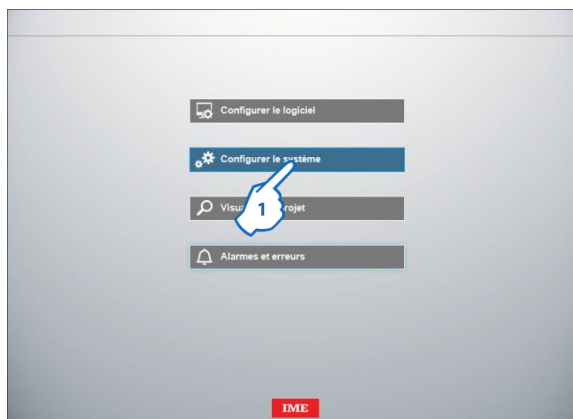 Configurer le logiciel
Configurer le système
1
Alarmes et erreurs
IME